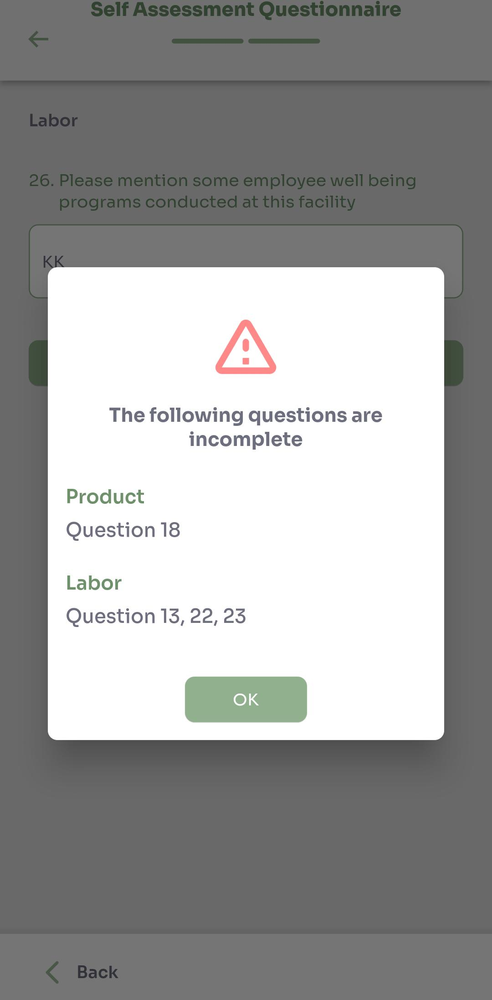 Self Assessment Questionnaire
Labor
26. Please mention some employee well being
programs conducted at this facility
KK
The following questions are
incomplete
Product
Question 18
Labor
Question 13, 22, 23
OK
Back